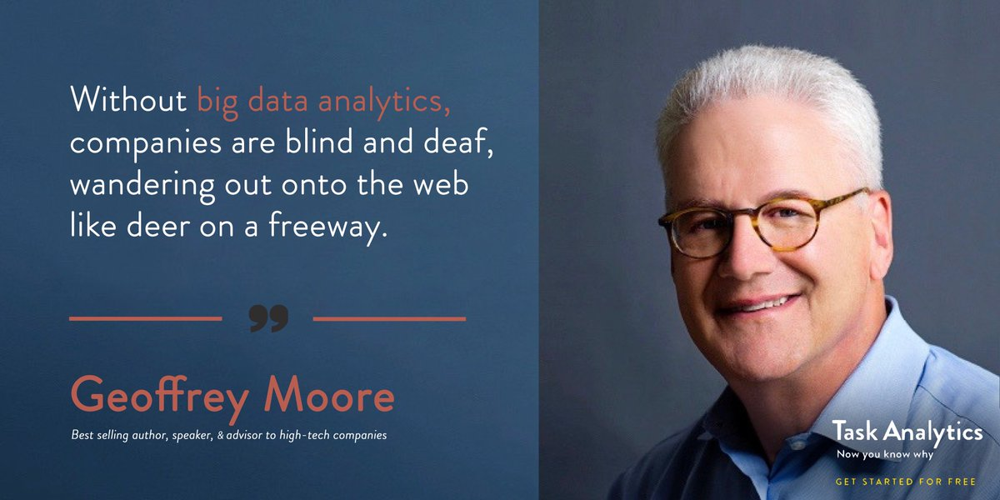 Without big data analytics,
companies are blind and deaf,
wandering out onto the web
like deer on a freeway.
”
Geoffrey Moore
Best selling author, speaker, & advisor to high-tech companies
Task Analytics
Now you know why
GET STARTED FOR FREE